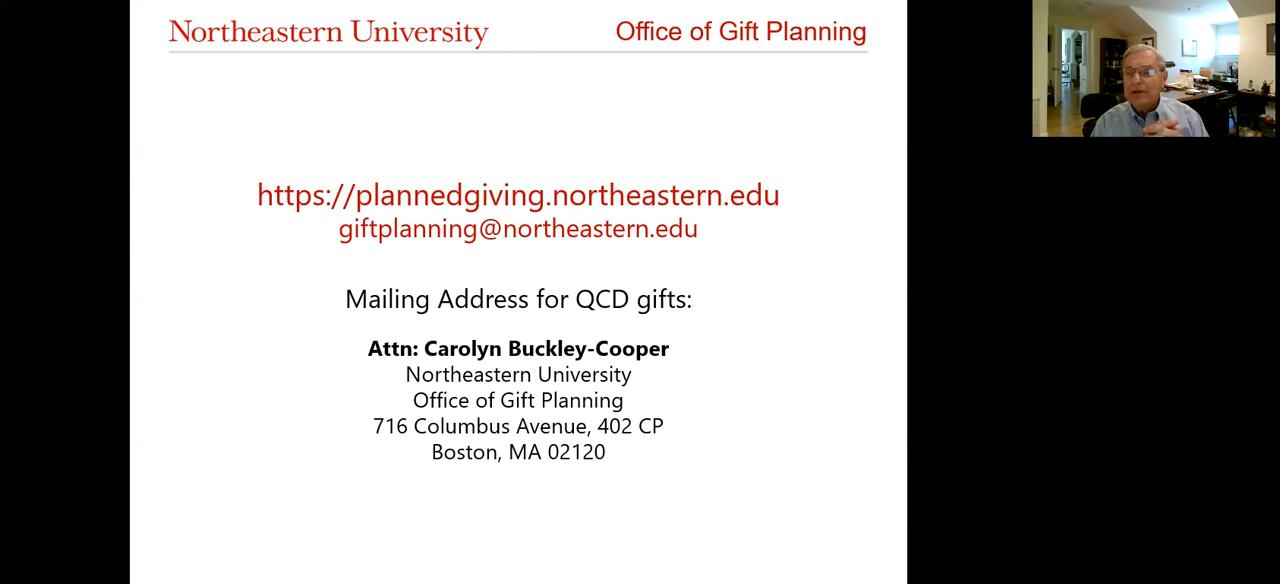 Northeastern University
Office of Gift Planning
https://plannedgiving.northeastern.edu
giftplanning@northeastern.edu
Mailing Address for QCD gifts:
Attn: Carolyn Buckley-Cooper
Northeastern University
Office of Gift Planning
716 Columbus Avenue, 402 CP
Boston, MA 02120